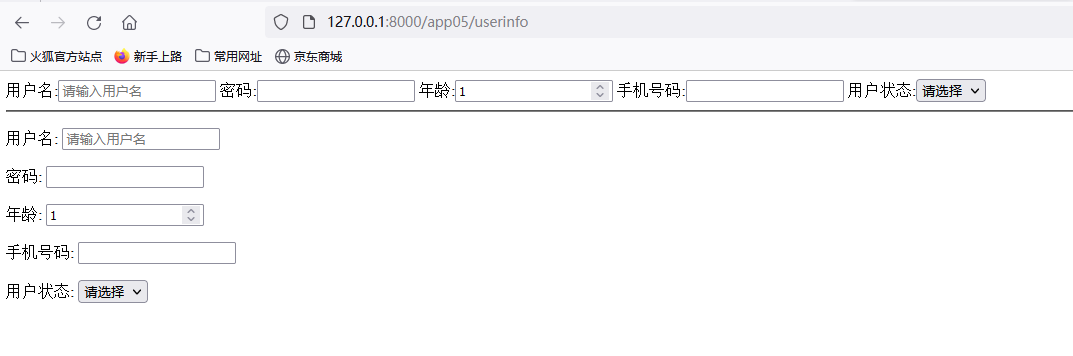 127.0.0.1:8000/app05/userinfo
火狐官方站点 新手上路 常用网址 京东商城
用户名:请输入用户名 密码: 年龄:1 手机号码: 用户状态:请选择
用户名: 请输入用户名
密码:
年龄: 1
手机号码:
用户状态: 请选择